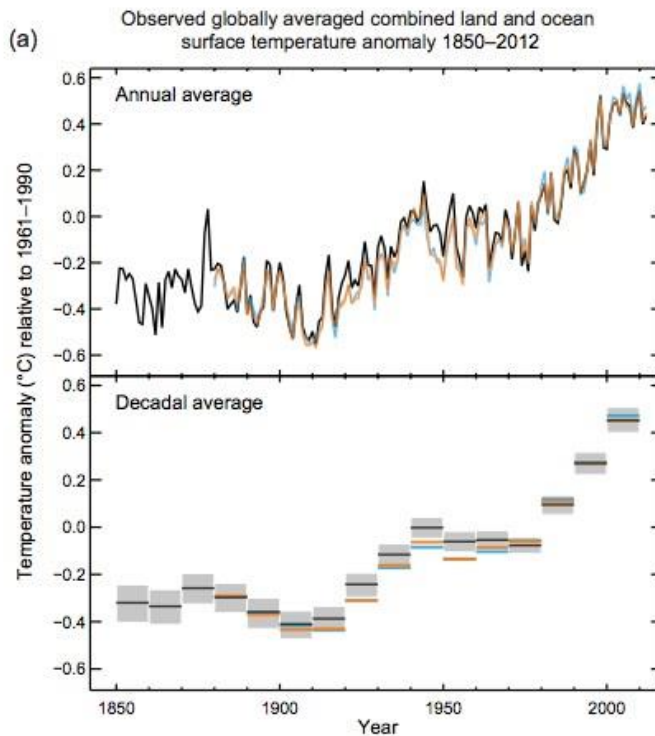 Observed globally averaged combined land and ocean
(a)
surface temperature anomaly 1850–2012
0.6
Annual average
0.4
0.2
0.0
−0.2
−0.4
−0.6
Temperature anomaly (°C) relative to 1961–1990
Decadal average
0.4
0.2
0.0
−0.2
−0.4
−0.6
1850
1900
1950
2000
Year